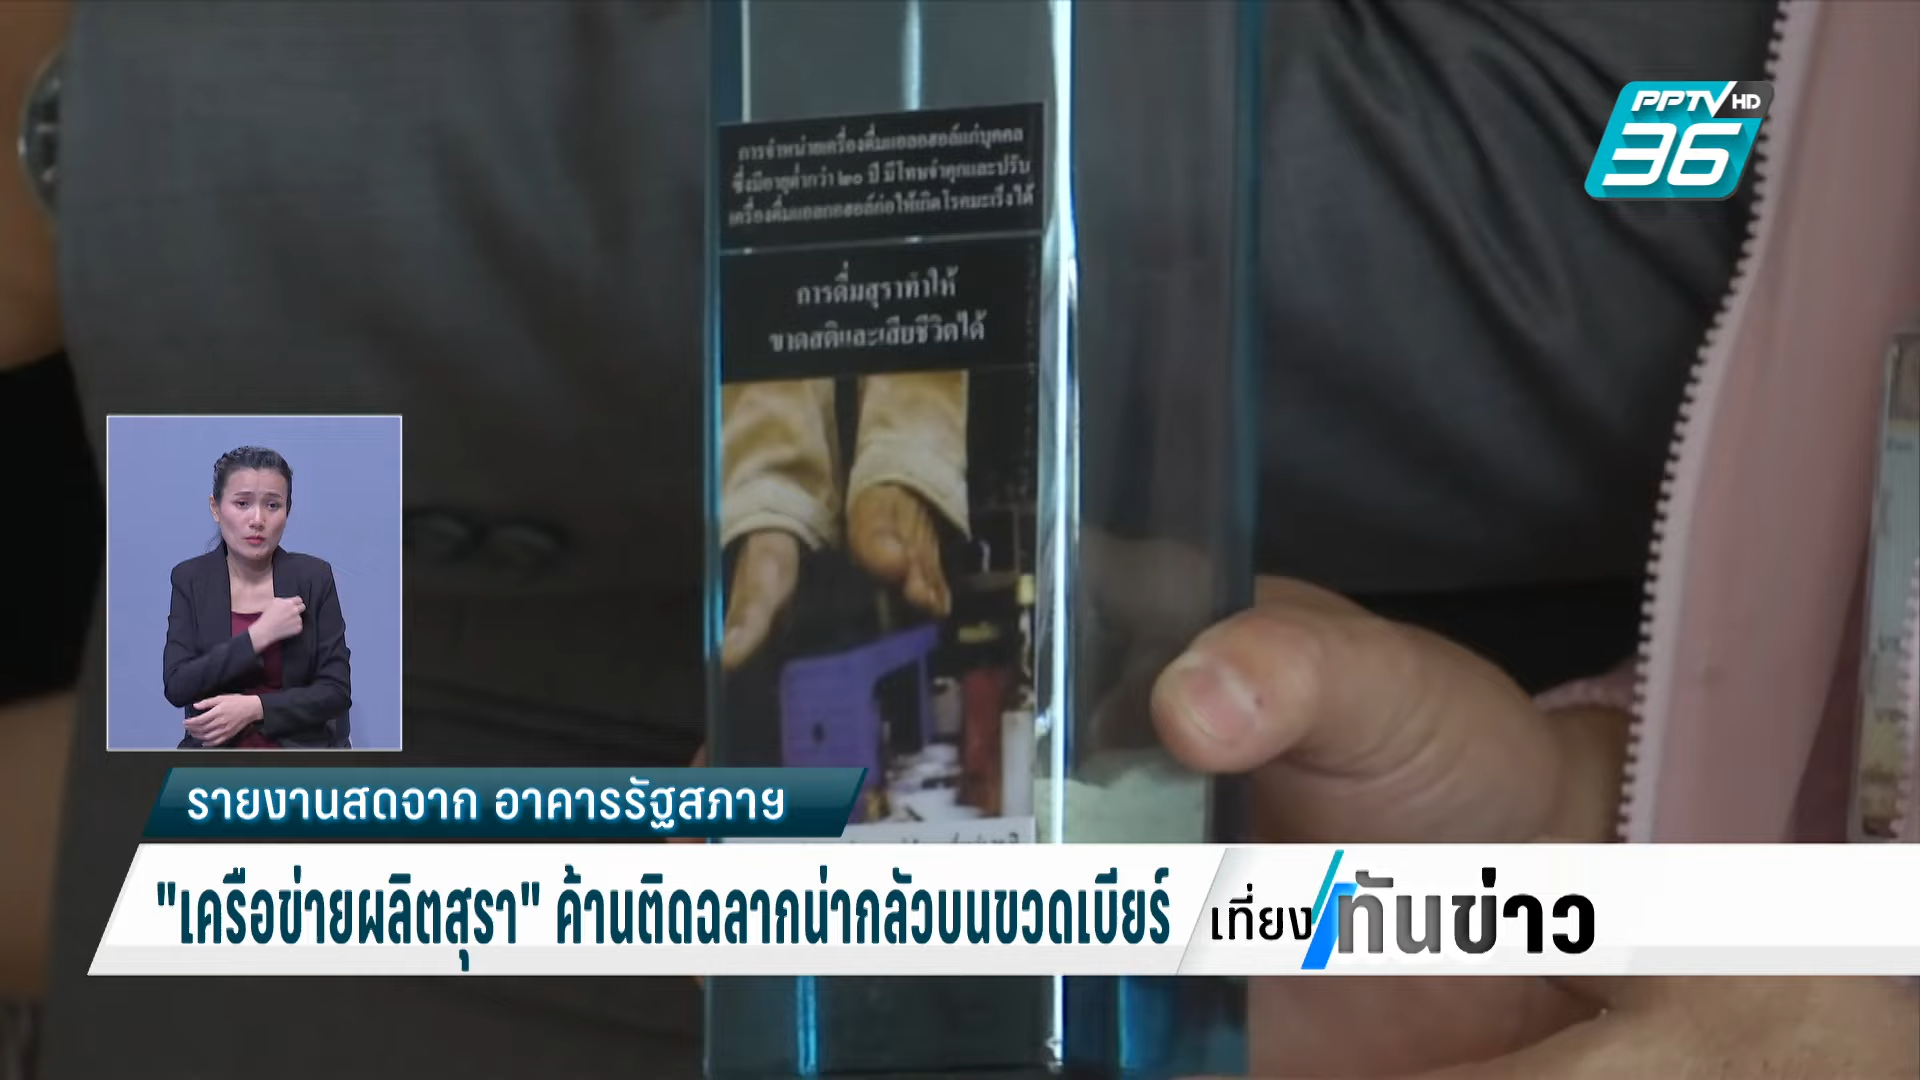 PPTV HD
36
การจำหน่ายเครื่องดื่มแอลกอฮอล์แก่บุคคล
ซึ่งมีอายุต่ำกว่า ๒๐ ปี มีโทษจำคุกและปรับ
เครื่องดื่มแอลกอฮอล์ก่อให้เกิดโรคมะเร็งได้
การดื่มสุราทำให้
ขาดสติและเสียชีวิตได้
รายงานสดจาก อาคารรัฐสภาฯ
"เครือข่ายผลิตสุรา" ค้านติดฉลากน่ากลัวบนขวดเบียร์
เที่ยงทันข่าว